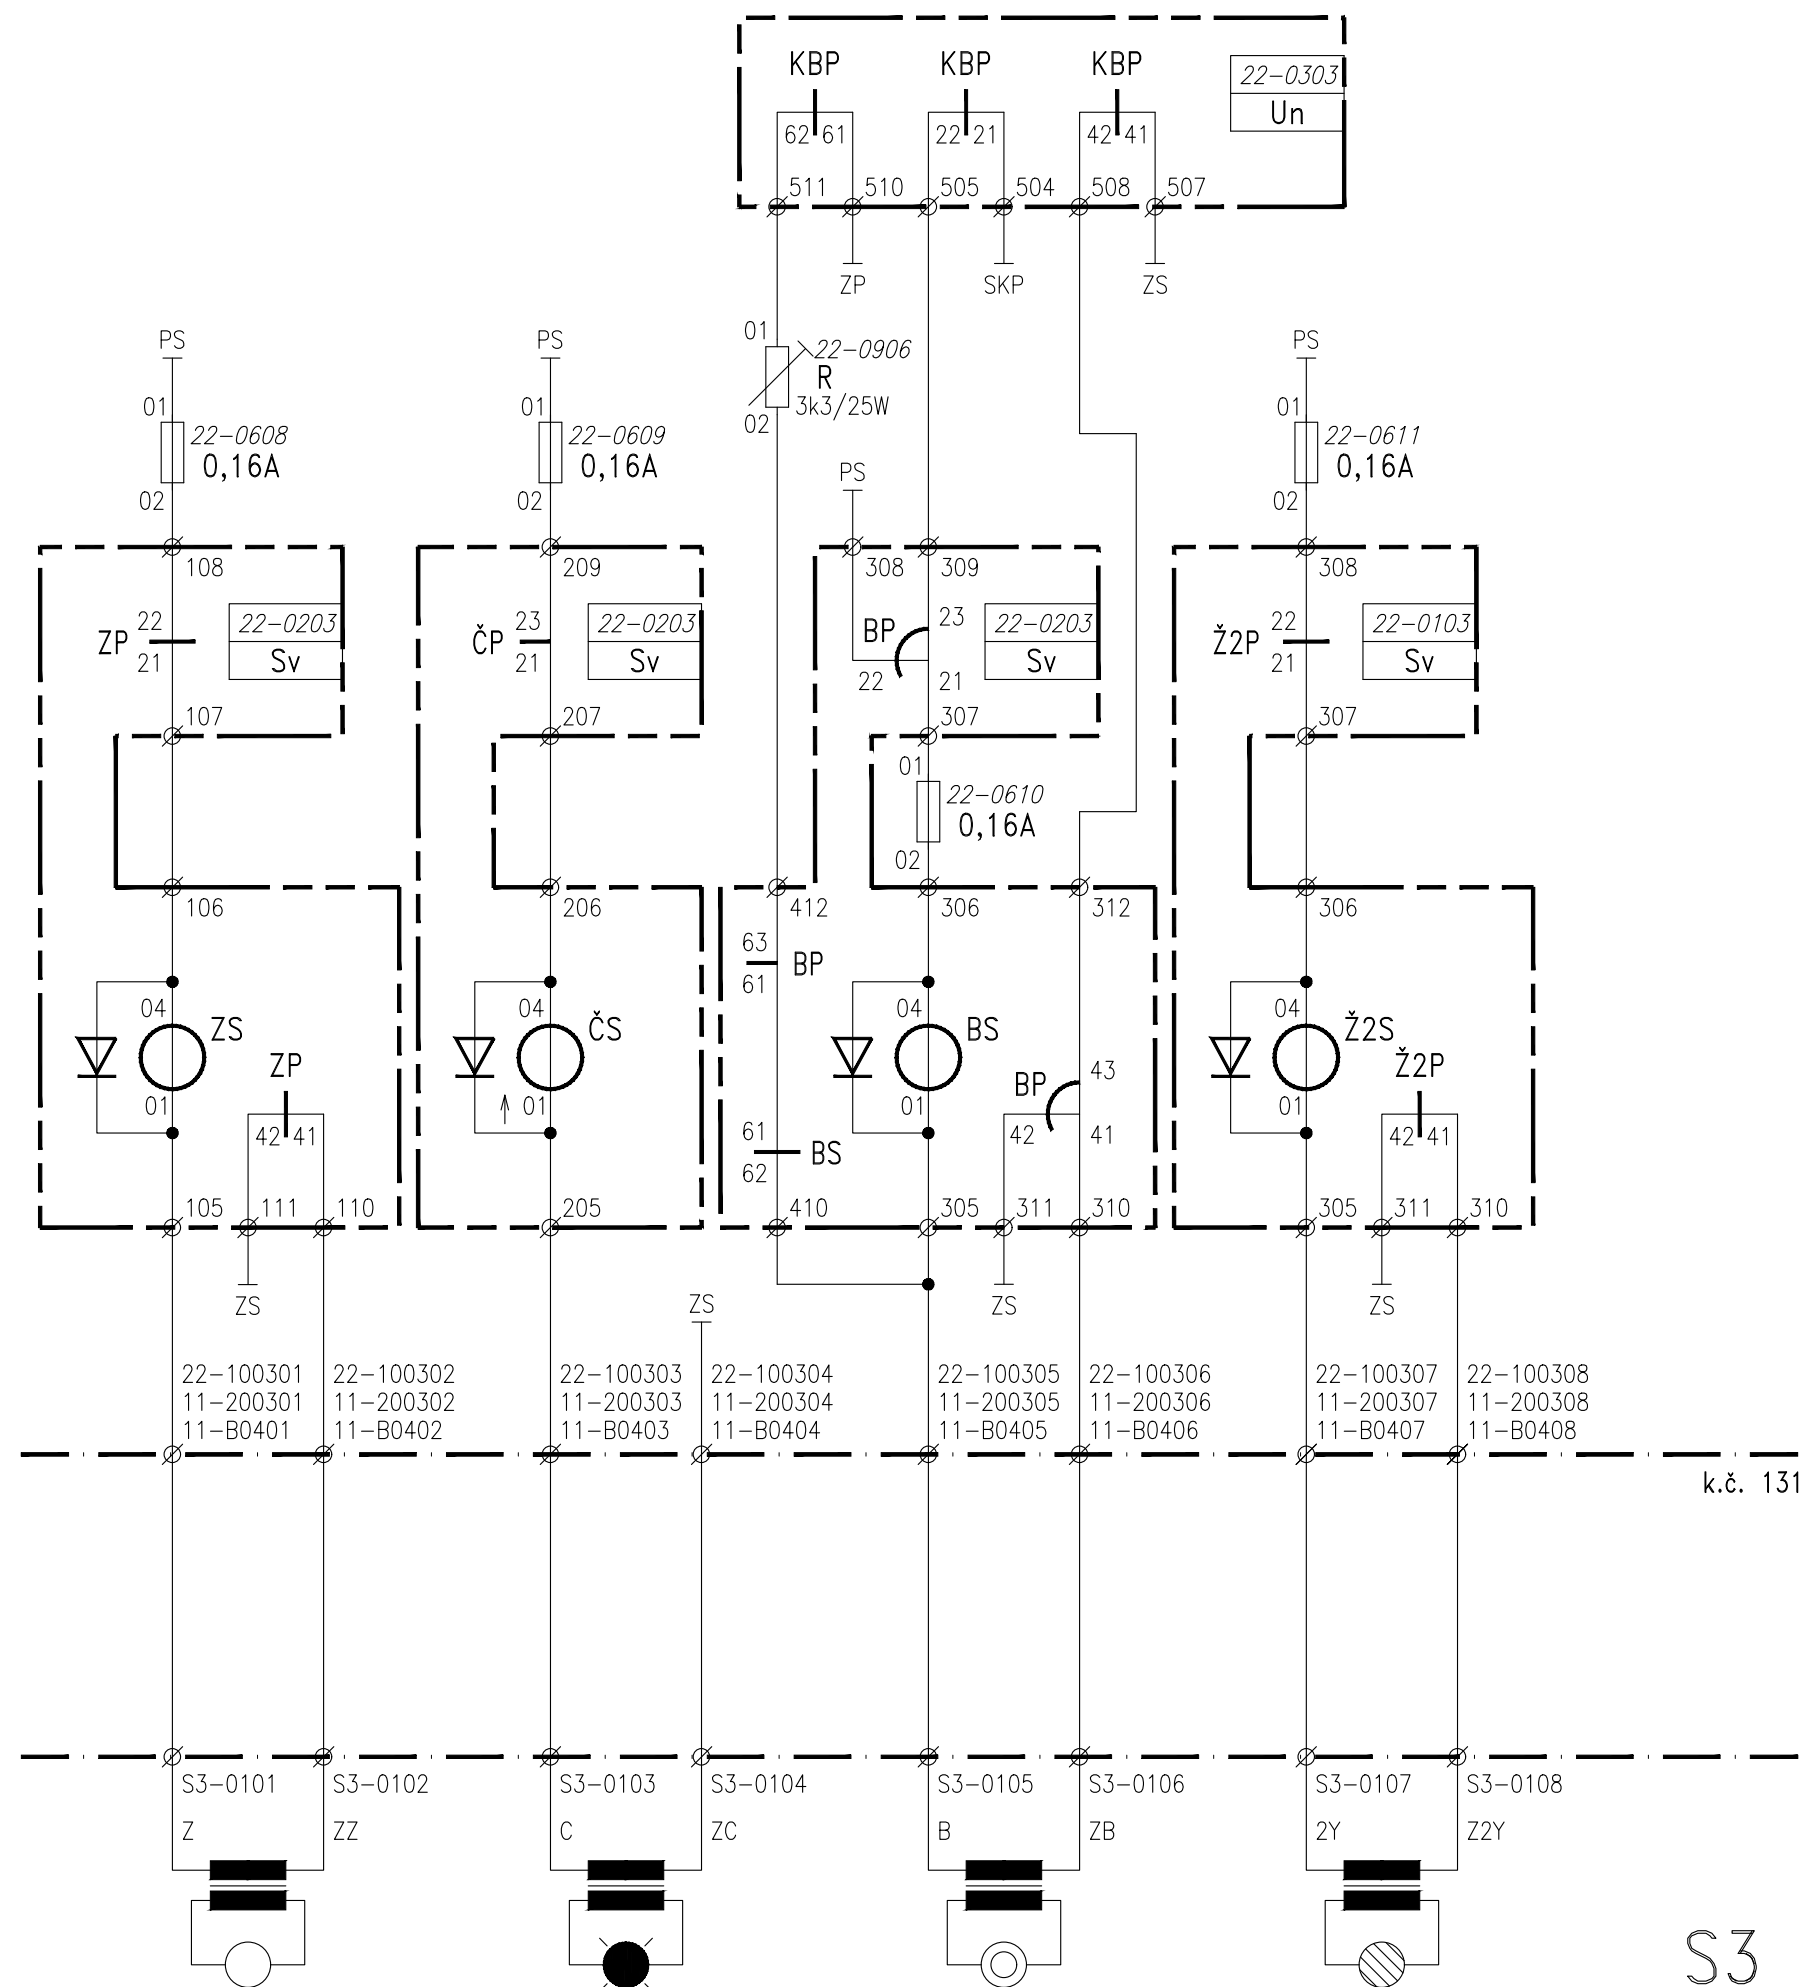 KBP KBP KBP 22-0303
Un
62 61 22 21 42 41
511 510 505 504 508 507
ZP SKP ZS
PS PS 01 22-0906 PS
R
3k3/25W
02
01 01 01
22-0608 22-0609 22-0611
0,16A 0,16A 0,16A
02 02 PS 02
108 209 308 309 308
ZP 22 21 22-0203 Sv
ČP 23 21 22-0203 Sv
BP 23 22 21 22-0203 Sv
Ž2P 22 21 22-0103 Sv
107 207 307 307
01
22-0610
0,16A
02
106 206 412 306 312 306
63
61 BP
04 ZS 04 ČS 04 BS 04 Ž2S
ZP BP 43 Ž2P
01 01 01 01
42 41 42 41 42 41
61
62 BS
105 111 110 205 410 305 311 310 305 311 310
ZS ZS ZS ZS
22-100301 22-100302 22-100303 22-100304 22-100305 22-100306 22-100307 22-100308
11-200301 11-200302 11-200303 11-200304 11-200305 11-200306 11-200307 11-200308
11-B0401 11-B0402 11-B0403 11-B0404 11-B0405 11-B0406 11-B0407 11-B0408
k.č. 131
S3-0101 S3-0102 S3-0103 S3-0104 S3-0105 S3-0106 S3-0107 S3-0108
Z ZZ C ZC B ZB 2Y Z2Y
S3